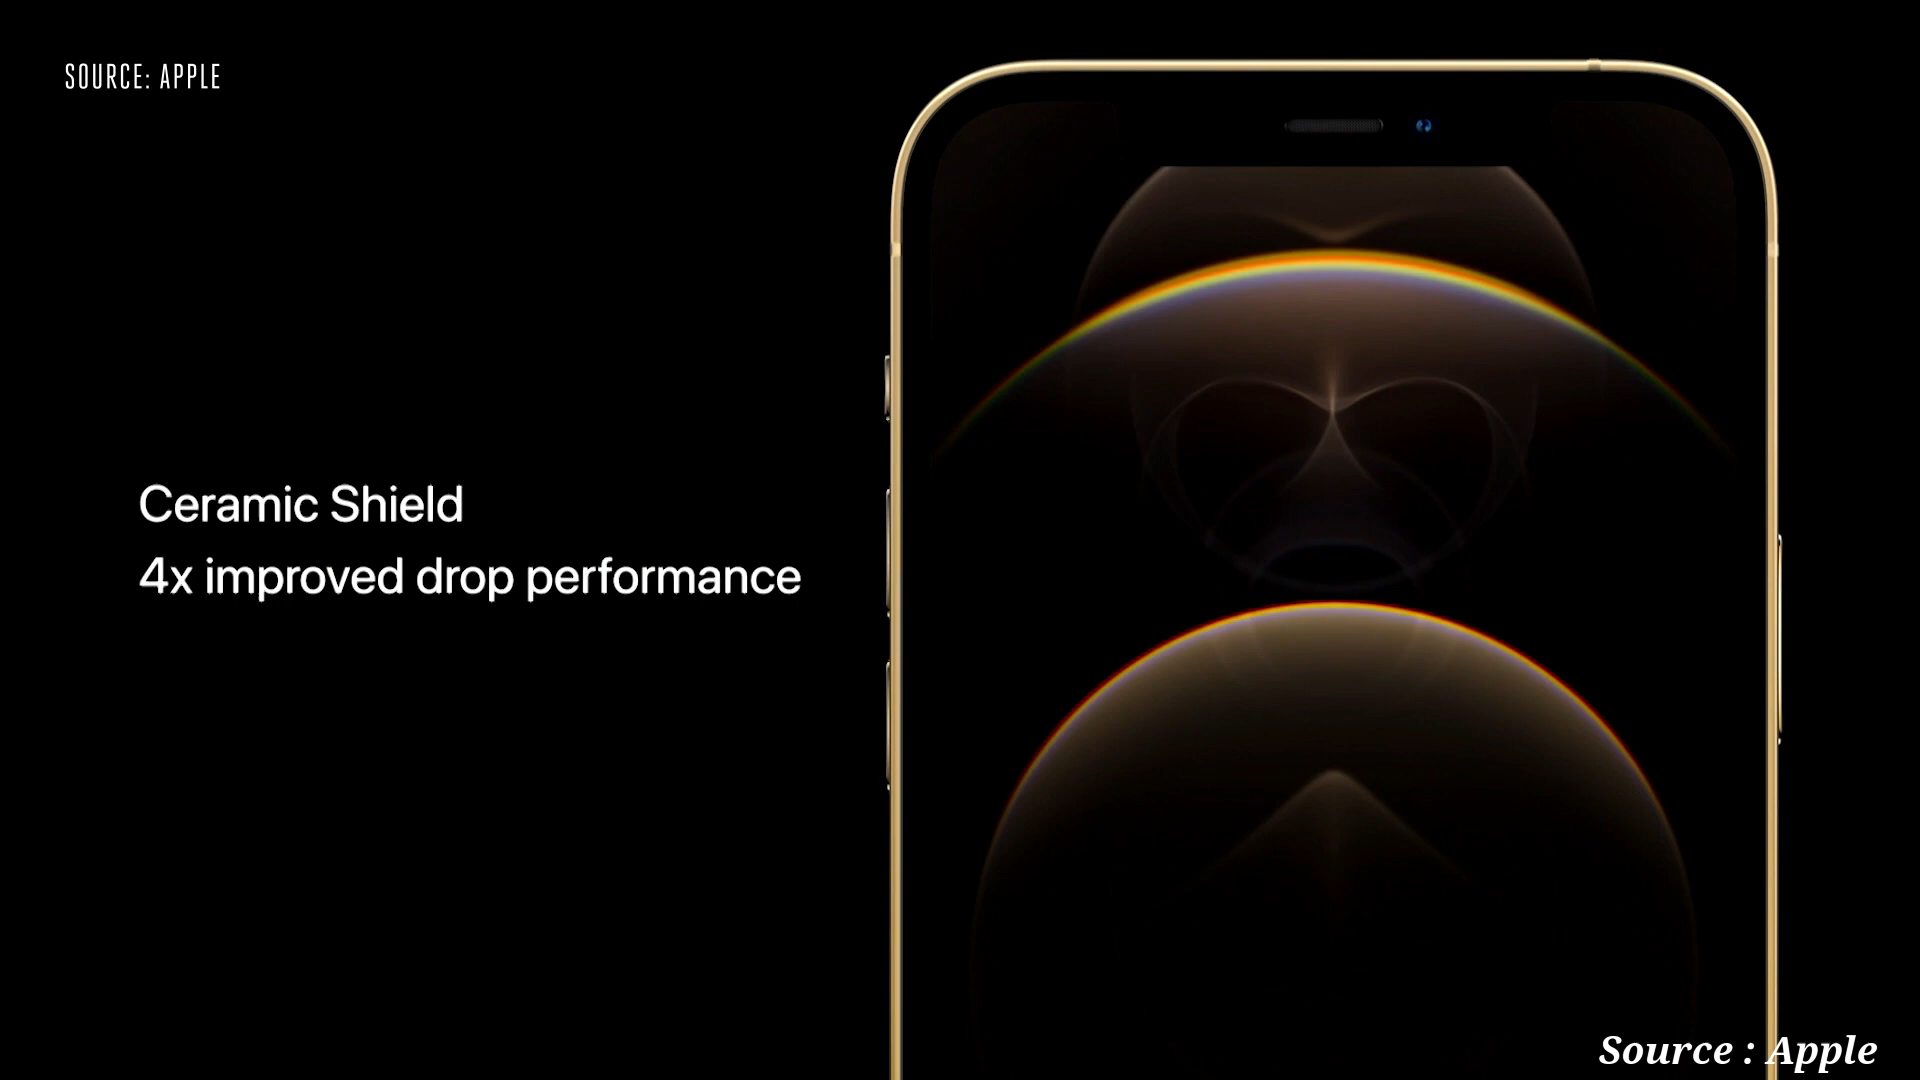 SOURCE: APPLE
Ceramic Shield
4x improved drop performance
Source : Apple